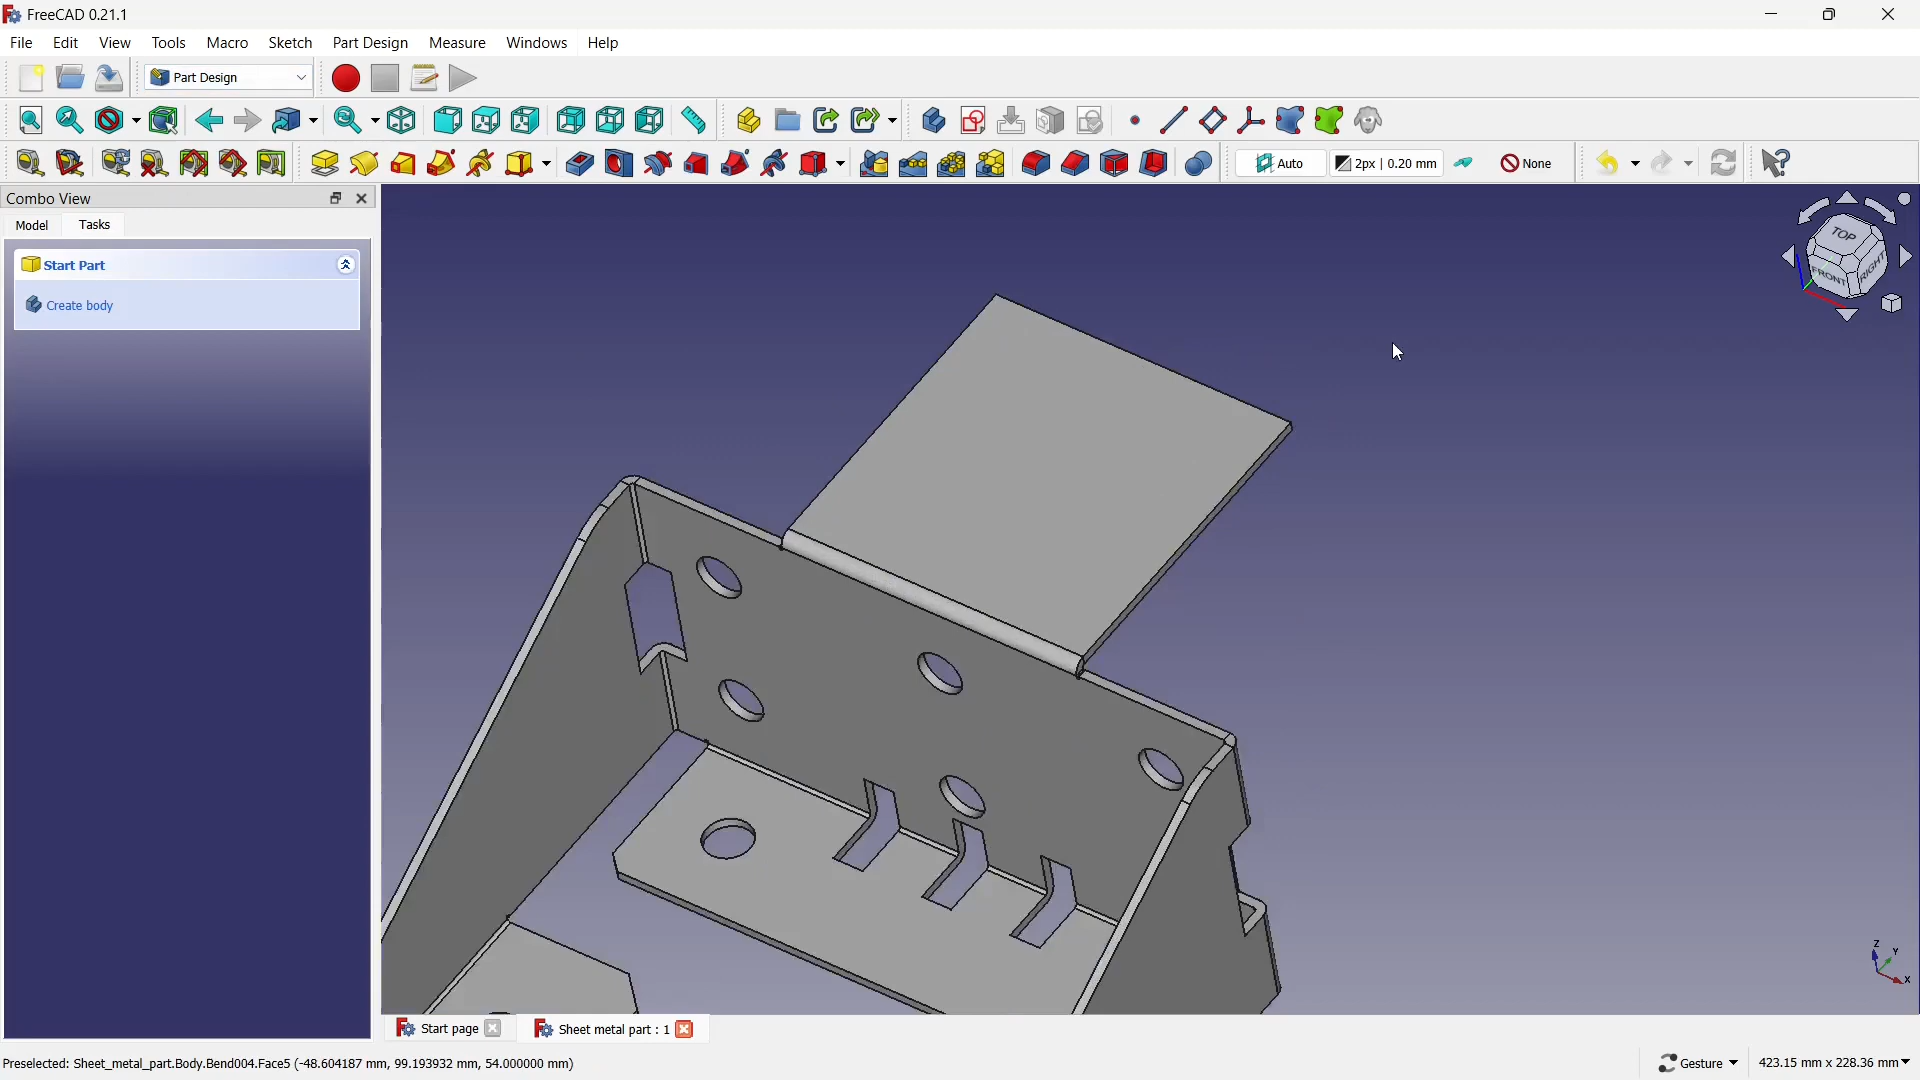 FreeCAD 0.21.1
File Edit View Tools Macro Sketch Part Design Measure Windows Help
Part Design
Auto 2px | 0.20 mm None
Combo View
Model Tasks
Start Part
Create body
TOP
FRONT RIGHT
Z
Y
X
Start page Sheet metal part : 1
Preselected: Sheet_metal_part.Body.Bend004.Face5 (-48.604187 mm, 99.193932 mm, 54.000000 mm) Gesture 423.15 mm x 228.36 mm